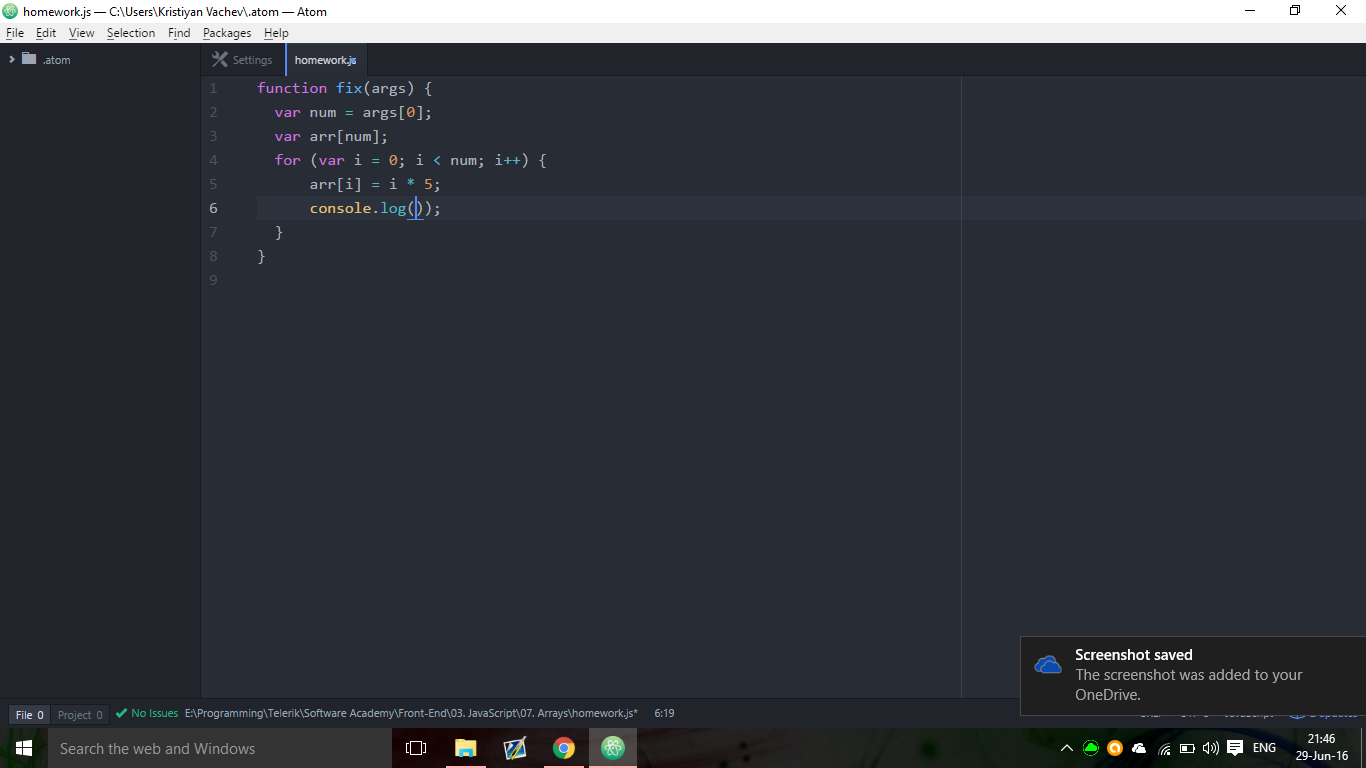 homework.js — C:\Users\Kristiyan Vachev\.atom — Atom
File Edit View Selection Find Packages Help
.atom
Settings
homework.js
1 function fix(args) {
2 var num = args[0];
3 var arr[num];
4 for (var i = 0; i < num; i++) {
5 arr[i] = i * 5;
6 console.log());
7 }
8 }
9
Screenshot saved
The screenshot was added to your
OneDrive.
File 0 Project 0 No Issues E:\Programming\Telerik\Software Academy\Front-End\03. JavaScript\07. Arrays\homework.js* 6:19
Search the web and Windows
ENG
21:46
29-Jun-16